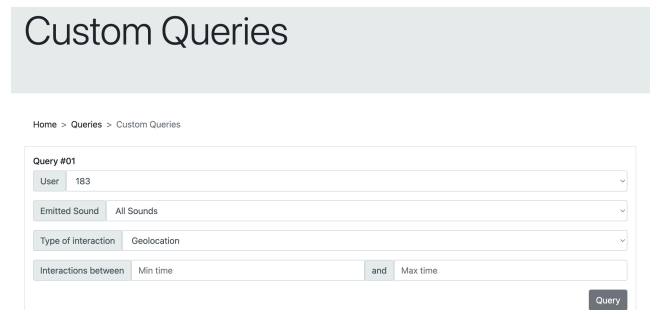 Custom Queries
Home > Queries > Custom Queries
Query #01
User 183
Emitted Sound All Sounds
Type of interaction Geolocation
Interactions between Min time and Max time
Query